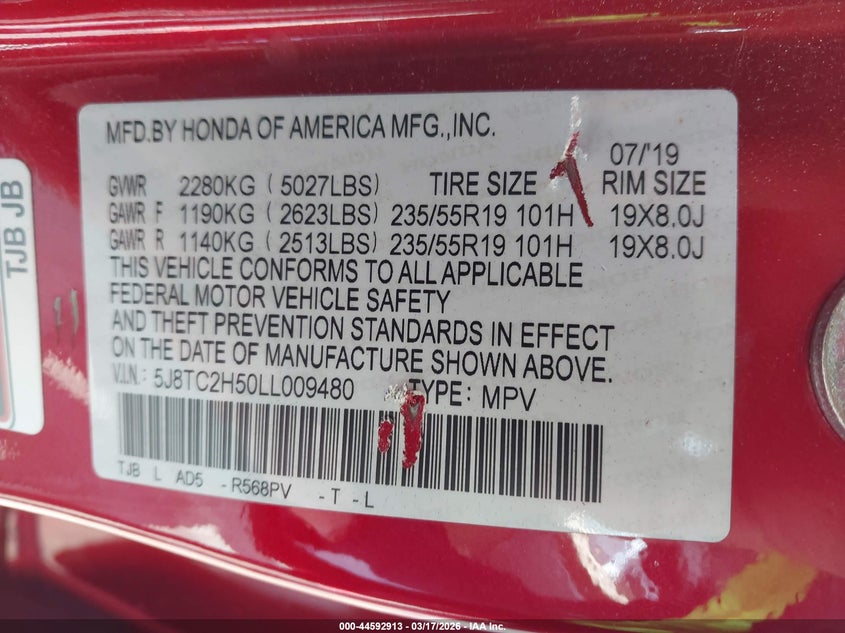 MFD.BY HONDA OF AMERICA MFG.,INC.
07/'19
GVWR 2280KG ( 5027LBS) TIRE SIZE RIM SIZE
GAWR F 1190KG ( 2623LBS) 235/55R19 101H 19X8.0J
GAWR R 1140KG ( 2513LBS) 235/55R19 101H 19X8.0J
THIS VEHICLE CONFORMS TO ALL APPLICABLE
FEDERAL MOTOR VEHICLE SAFETY
AND THEFT PREVENTION STANDARDS IN EFFECT
ON THE DATE OF MANUFACTURE SHOWN ABOVE.
V.I.N.: 5J8TC2H50LL009480 TYPE: MPV
TJB L AD5 -R568PV -T -L
TJB JB
000-44592913 - 03/17/2026 - IAA Inc.